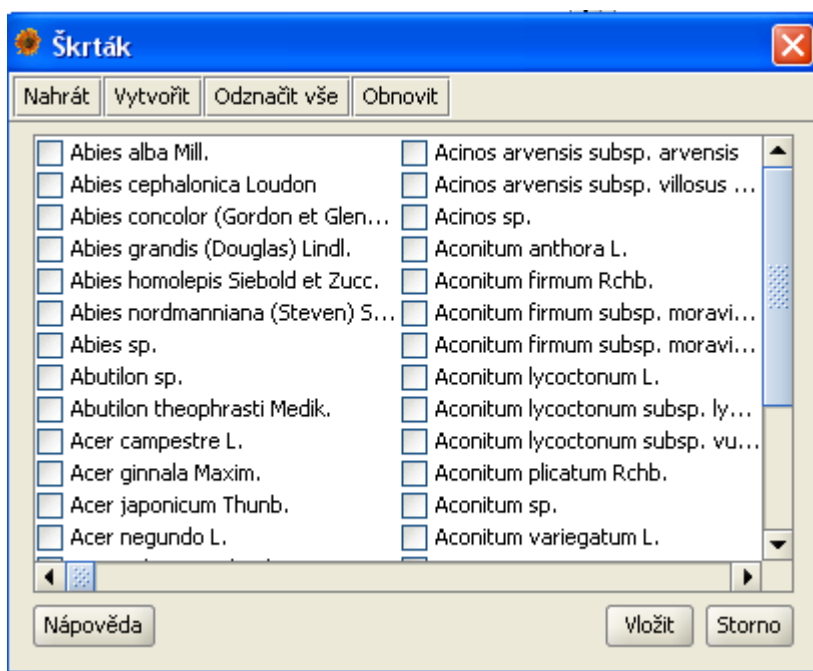 Škrták
Nahrát Vytvořit Odznačit vše Obnovit
Abies alba Mill.
Abies cephalonica Loudon
Abies concolor (Gordon et Glen...
Abies grandis (Douglas) Lindl.
Abies homolepis Siebold et Zucc.
Abies nordmanniana (Steven) S...
Abies sp.
Abutilon sp.
Abutilon theophrasti Medik.
Acer campestre L.
Acer ginnala Maxim.
Acer japonicum Thunb.
Acer negundo L.
Acinos arvensis subsp. arvensis
Acinos arvensis subsp. villosus ...
Acinos sp.
Aconitum anthora L.
Aconitum firmum Rchb.
Aconitum firmum subsp. moravi...
Aconitum firmum subsp. moravi...
Aconitum lycoctonum L.
Aconitum lycoctonum subsp. ly...
Aconitum lycoctonum subsp. vu...
Aconitum plicatum Rchb.
Aconitum sp.
Aconitum variegatum L.
Nápověda Vložit Storno